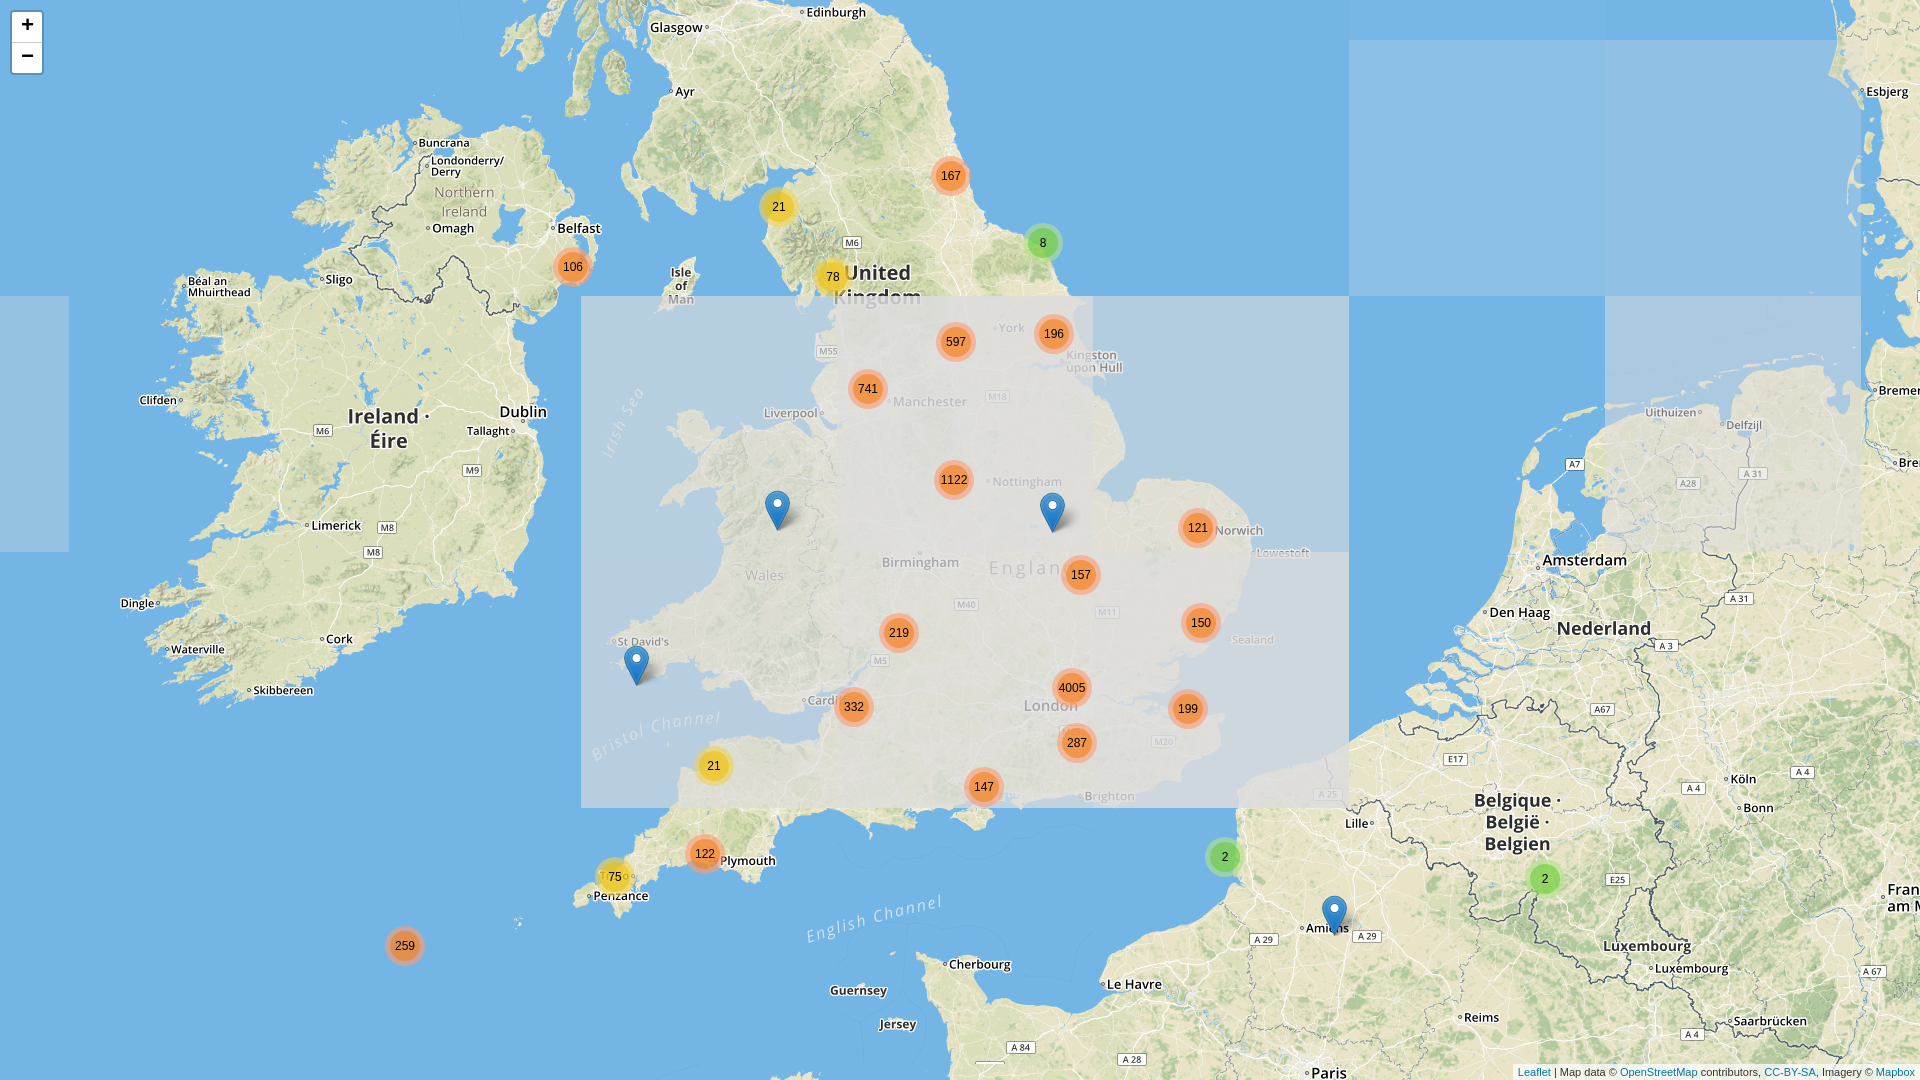 +
−
Edinburgh
Glasgow
Ayr
Esbjerg
Buncrana
Londonderry/
Derry
Northern
Ireland
Omagh
Belfast
167
21
M6
8
106
Sligo
Béal an
Mhuirthead
Isle
of
Man
78
United
Kingdom
York
196
597
M55
Kingston
upon Hull
741
Manchester
M18
Liverpool
Irish Sea
Clifden
Ireland ·
Éire
Dublin
Tallaght
M6
M9
Uithuizen
Delfzijl
Bremer
A7
A28
A 31
Bre
1122
Nottingham
Limerick
M8
M8
121
Norwich
Lowestoft
Birmingham
Englan
157
Wales
Amsterdam
A 31
Dingle
M40
M11
Den Haag
Nederland
Cork
Waterville
219
150
Sealand
St David's
M5
A 3
Skibbereen
4005
London
Cardi
332
199
A67
Bristol Channel
287
M20
E17
21
147
Brighton
A 25
Köln
A 4
A 4
Bonn
Belgique ·
België ·
Belgien
Lille
122
Plymouth
2
75
Penzance
2
E25
Fran
am M
English Channel
Amiens
A 29
A 29
259
Luxembourg
Luxembourg
A 67
Cherbourg
Le Havre
Guernsey
Jersey
Reims
Saarbrücken
A 4
A 84
A 28
Paris
Leaflet | Map data © OpenStreetMap contributors, CC-BY-SA, Imagery © Mapbox